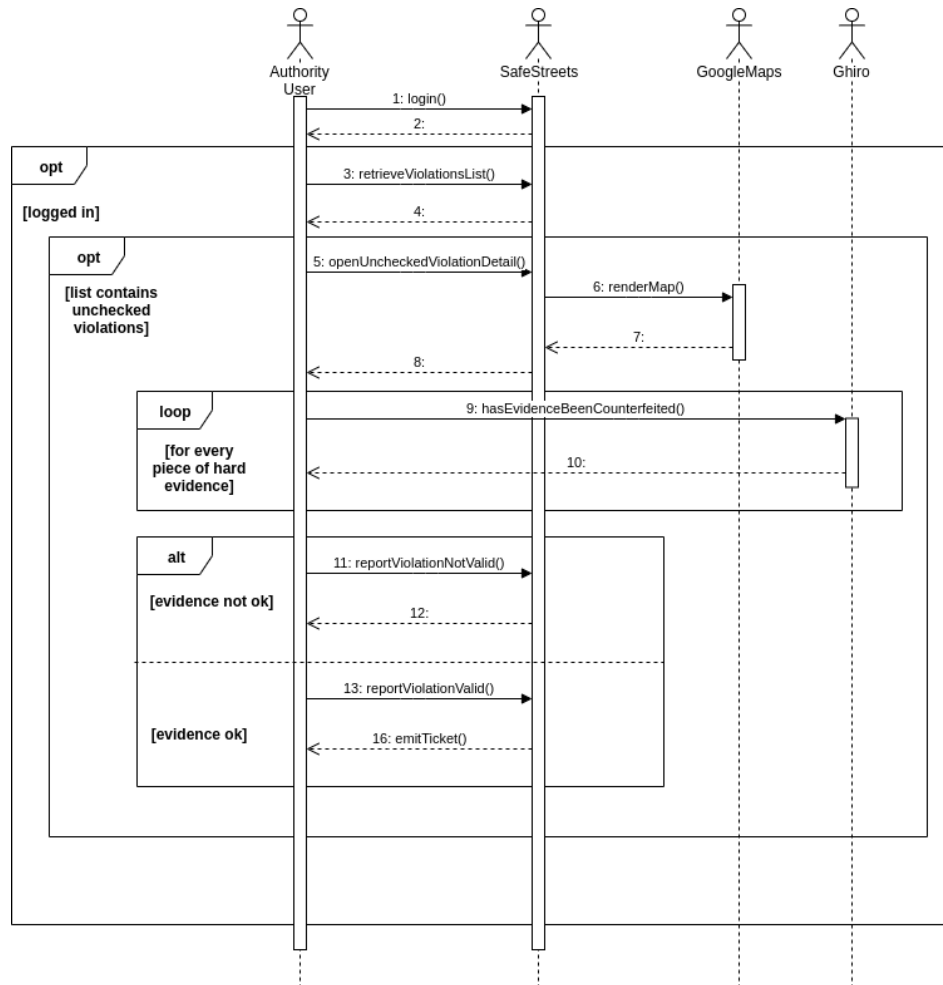 Authority
User
SafeStreets
GoogleMaps
Ghiro
1: login()
2:
opt
3: retrieveViolationsList()
[logged in]
4:
opt
5: openUncheckedViolationDetail()
[list contains
unchecked
violations]
6: renderMap()
7:
8:
loop
9: hasEvidenceBeenCounterfeited()
[for every
piece of hard
evidence]
10:
alt
11: reportViolationNotValid()
[evidence not ok]
12:
13: reportViolationValid()
[evidence ok]
16: emitTicket()